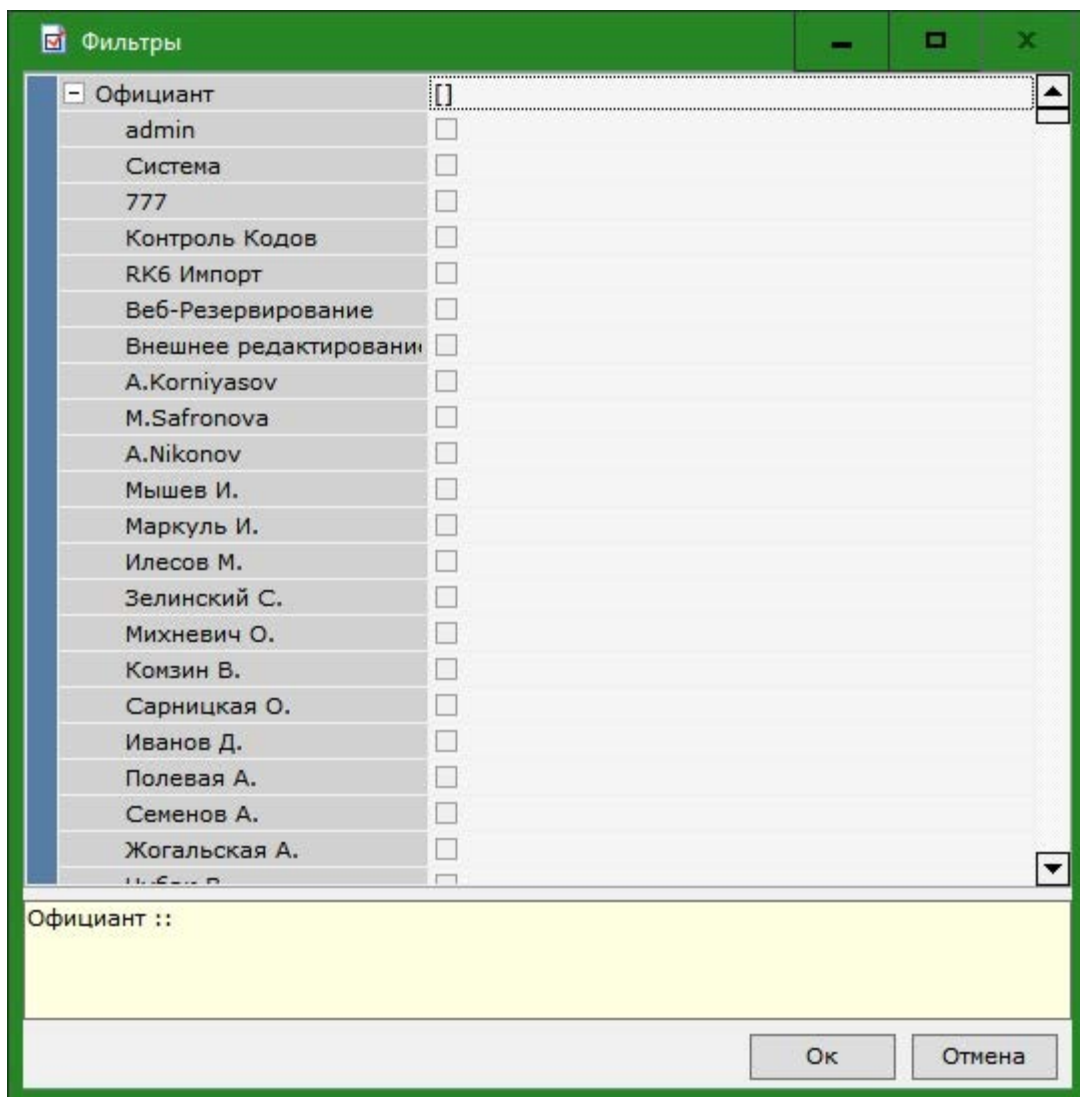 Фильтры
Официант []
admin
Система
777
Контроль Кодов
RK6 Импорт
Веб-Резервирование
Внешнее редактировани
A.Korniyasov
M.Safronova
A.Nikonov
Мышев И.
Маркуль И.
Илесов М.
Зелинский С.
Михневич О.
Комзин В.
Сарницкая О.
Иванов Д.
Полевая А.
Семенов А.
Жогальская А.
Официант ::
Ок Отмена